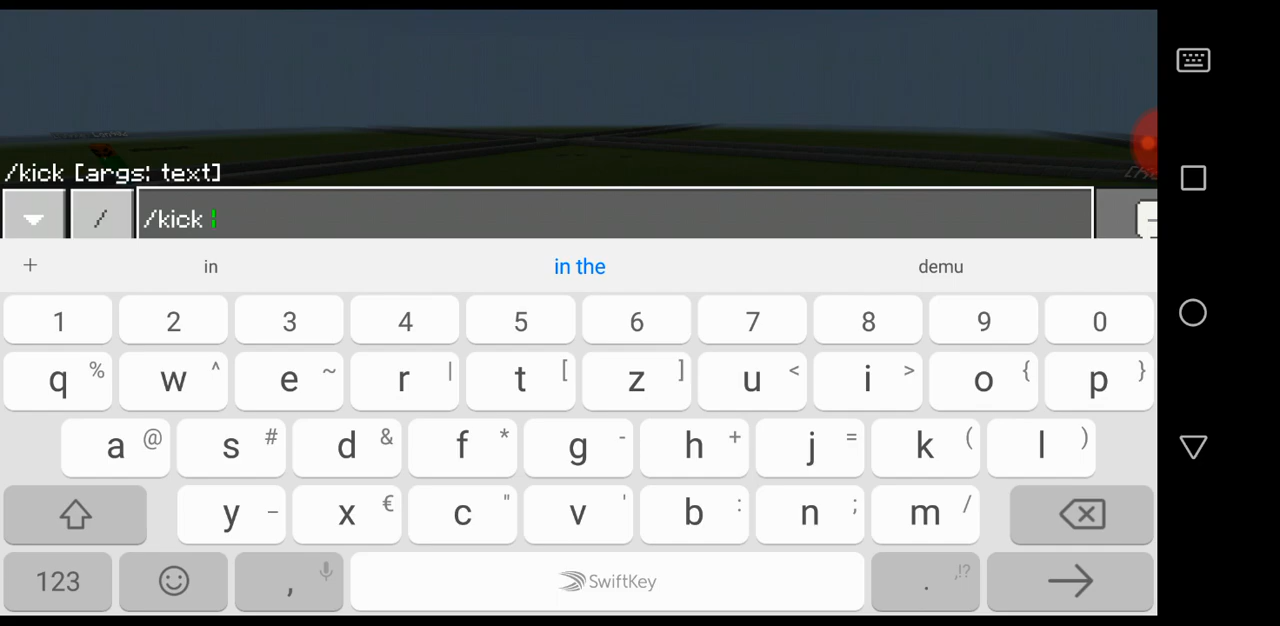 /kick [args: text]
/ /kick
+ in in the demu
1 2 3 4 5 6 7 8 9 0
q % w ^ e ~ r | t [ z ] u < i > o { p }
a @ s # d & f * g - h + j = k ( l )
y _ x € c " v ' b : n ; m /
123 , SwiftKey . ,!?